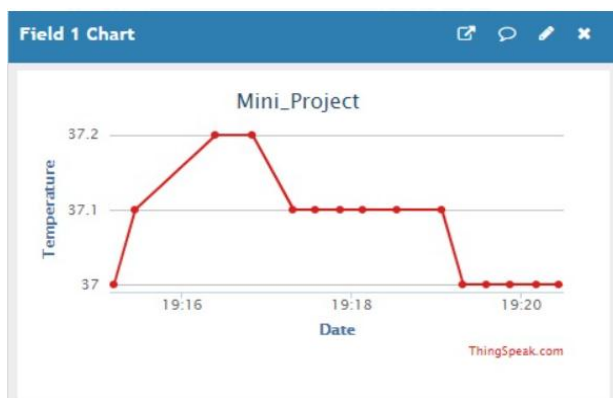 Field 1 Chart
Mini_Project
37.2
37.1
37
Temperature
19:16
19:18
19:20
Date
ThingSpeak.com